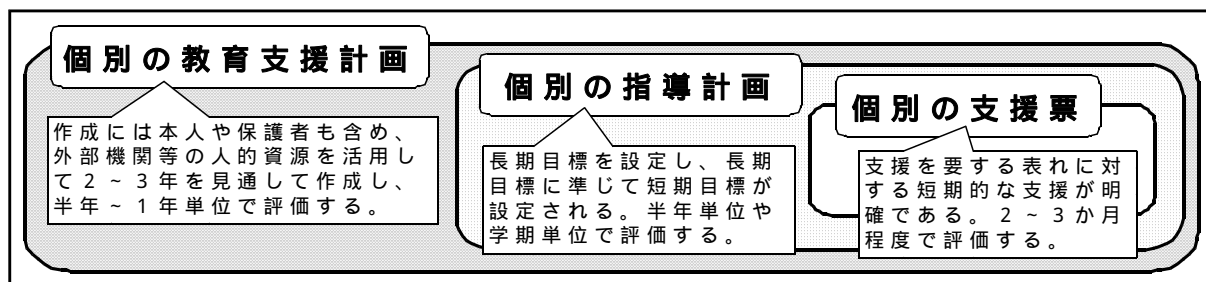 個別の教育支援計画
作成には本人や保護者も含め、
外部機関等の人的資源を活用し
て2~3年を見通して作成し、
半年~1年単位で評価する。
個別の指導計画
長期目標を設定し、長期
目標に準じて短期目標が
設定される。半年単位や
学期単位で評価する。
個別の支援票
支援を要する表れに対
する短期的な支援が明
確である。2~3か月
程度で評価する。